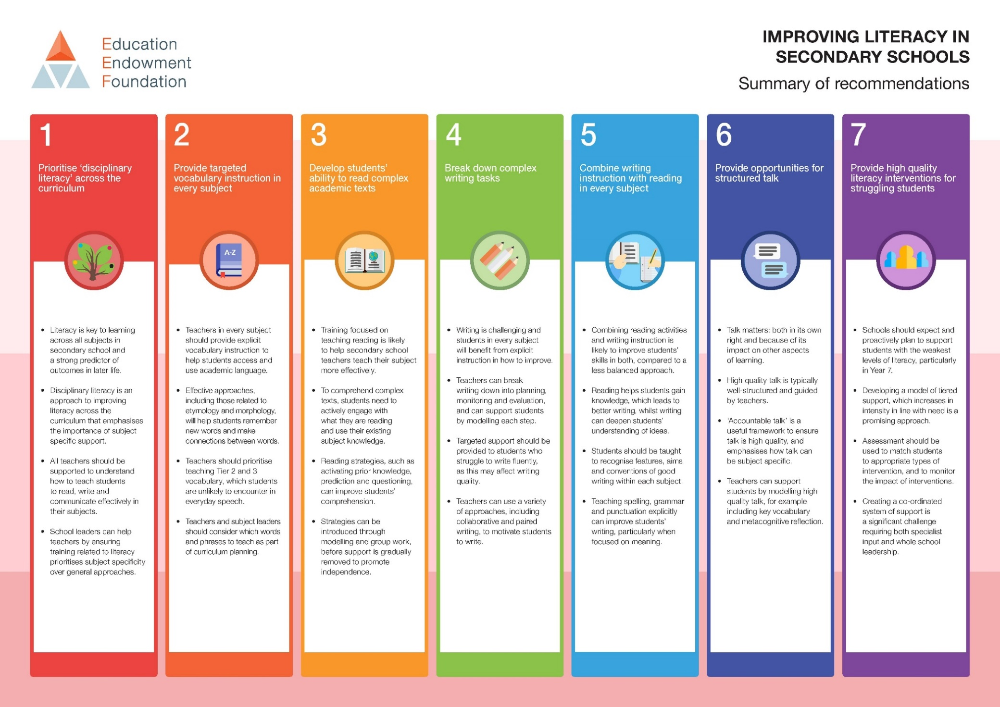 Education
Endowment
Foundation
IMPROVING LITERACY IN
SECONDARY SCHOOLS
Summary of recommendations
1
Prioritise ‘disciplinary
literacy’ across the
curriculum
• Literacy is key to learning
across all subjects in
secondary school and
a strong predictor of
outcomes in later life.
• Disciplinary literacy is an
approach to improving
literacy across the
curriculum that emphasises
the importance of subject
specific support.
• All teachers should be
supported to understand
how to teach students
to read, write and
communicate effectively in
their subjects.
• School leaders can help
teachers by ensuring
training related to literacy
prioritises subject specificity
over general approaches.
2
Provide targeted
vocabulary instruction in
every subject
A-Z
• Teachers in every subject
should provide explicit
vocabulary instruction to
help students access and
use academic language.
• Effective approaches,
including those related to
etymology and morphology,
will help students remember
new words and make
connections between words.
• Teachers should prioritise
teaching Tier 2 and 3
vocabulary, which students
are unlikely to encounter in
everyday speech.
• Teachers and subject leaders
should consider which words
and phrases to teach as part
of curriculum planning.
3
Develop students’
ability to read complex
academic texts
• Training focused on
teaching reading is likely
to help secondary school
teachers teach their subject
more effectively.
• To comprehend complex
texts, students need to
actively engage with
what they are reading
and use their existing
subject knowledge.
• Reading strategies, such as
activating prior knowledge,
prediction and questioning,
can improve students’
comprehension.
• Strategies can be
introduced through
modelling and group work,
before support is gradually
removed to promote
independence.
4
Break down complex
writing tasks
• Writing is challenging and
students in every subject
will benefit from explicit
instruction in how to improve.
• Teachers can break
writing down into planning,
monitoring and evaluation,
and can support students
by modelling each step.
• Targeted support should be
provided to students who
struggle to write fluently,
as this may affect writing
quality.
• Teachers can use a variety
of approaches, including
collaborative and paired
writing, to motivate students
to write.
5
Combine writing
instruction with reading
in every subject
• Combining reading activities
and writing instruction is
likely to improve students’
skills in both, compared to a
less balanced approach.
• Reading helps students gain
knowledge, which leads to
better writing, whilst writing
can deepen students’
understanding of ideas.
• Students should be taught
to recognise features, aims
and conventions of good
writing within each subject.
• Teaching spelling, grammar
and punctuation explicitly
can improve students’
writing, particularly when
focused on meaning.
6
Provide opportunities for
structured talk
• Talk matters: both in its own
right and because of its
impact on other aspects
of learning.
• High quality talk is typically
well-structured and guided
by teachers.
• ‘Accountable talk’ is a
useful framework to ensure
talk is high quality, and
emphasises how talk can
be subject specific.
• Teachers can support
students by modelling high
quality talk, for example
including key vocabulary
and metacognitive reflection.
7
Provide high quality
literacy interventions for
struggling students
• Schools should expect and
proactively plan to support
students with the weakest
levels of literacy, particularly
in Year 7.
• Developing a model of tiered
support, which increases in
intensity in line with need is a
promising approach.
• Assessment should be
used to match students
to appropriate types of
intervention, and to monitor
the impact of interventions.
• Creating a co-ordinated
system of support is
a significant challenge
requiring both specialist
input and whole school
leadership.